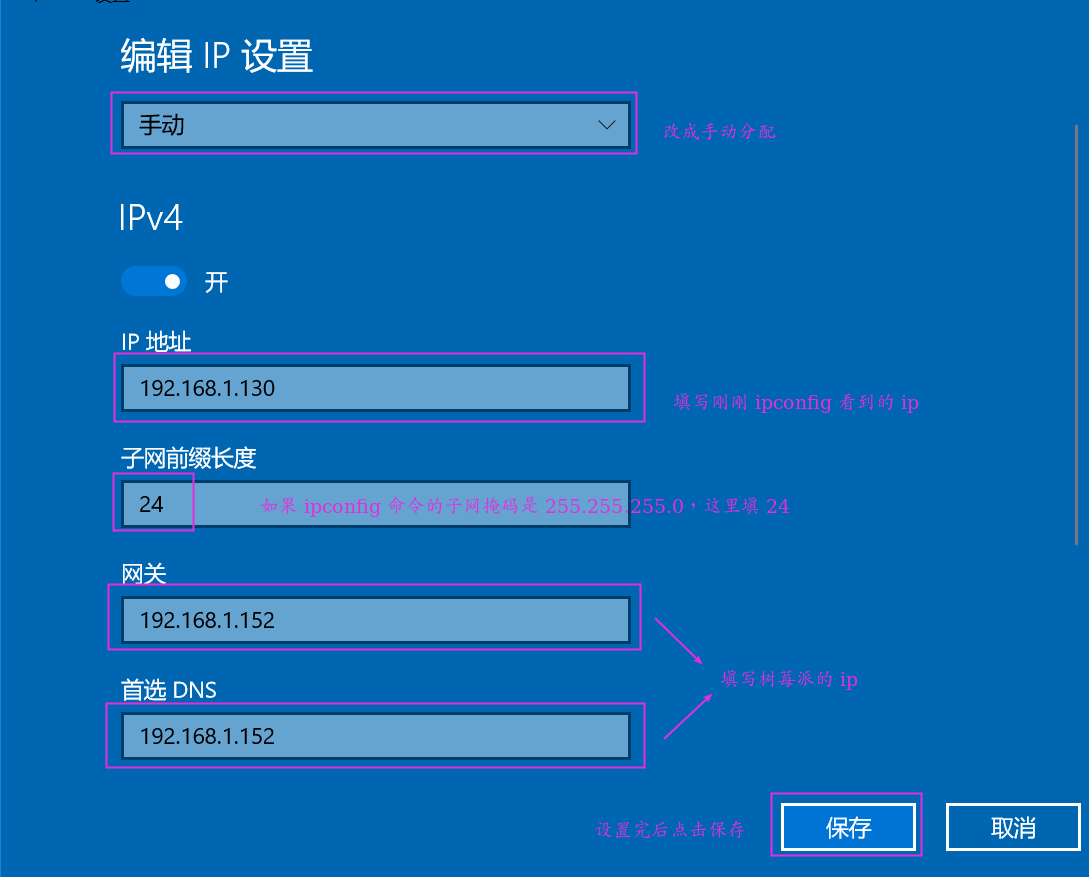 编辑 IP 设置
手动
改成手动分配
IPv4
开
IP 地址
192.168.1.130
填写刚刚 ipconfig 看到的 ip
子网前缀长度
24
如果 ipconfig 命令的子网掩码是 255.255.255.0，这里填 24
网关
192.168.1.152
填写树莓派的 ip
首选 DNS
192.168.1.152
设置完后点击保存
保存
取消